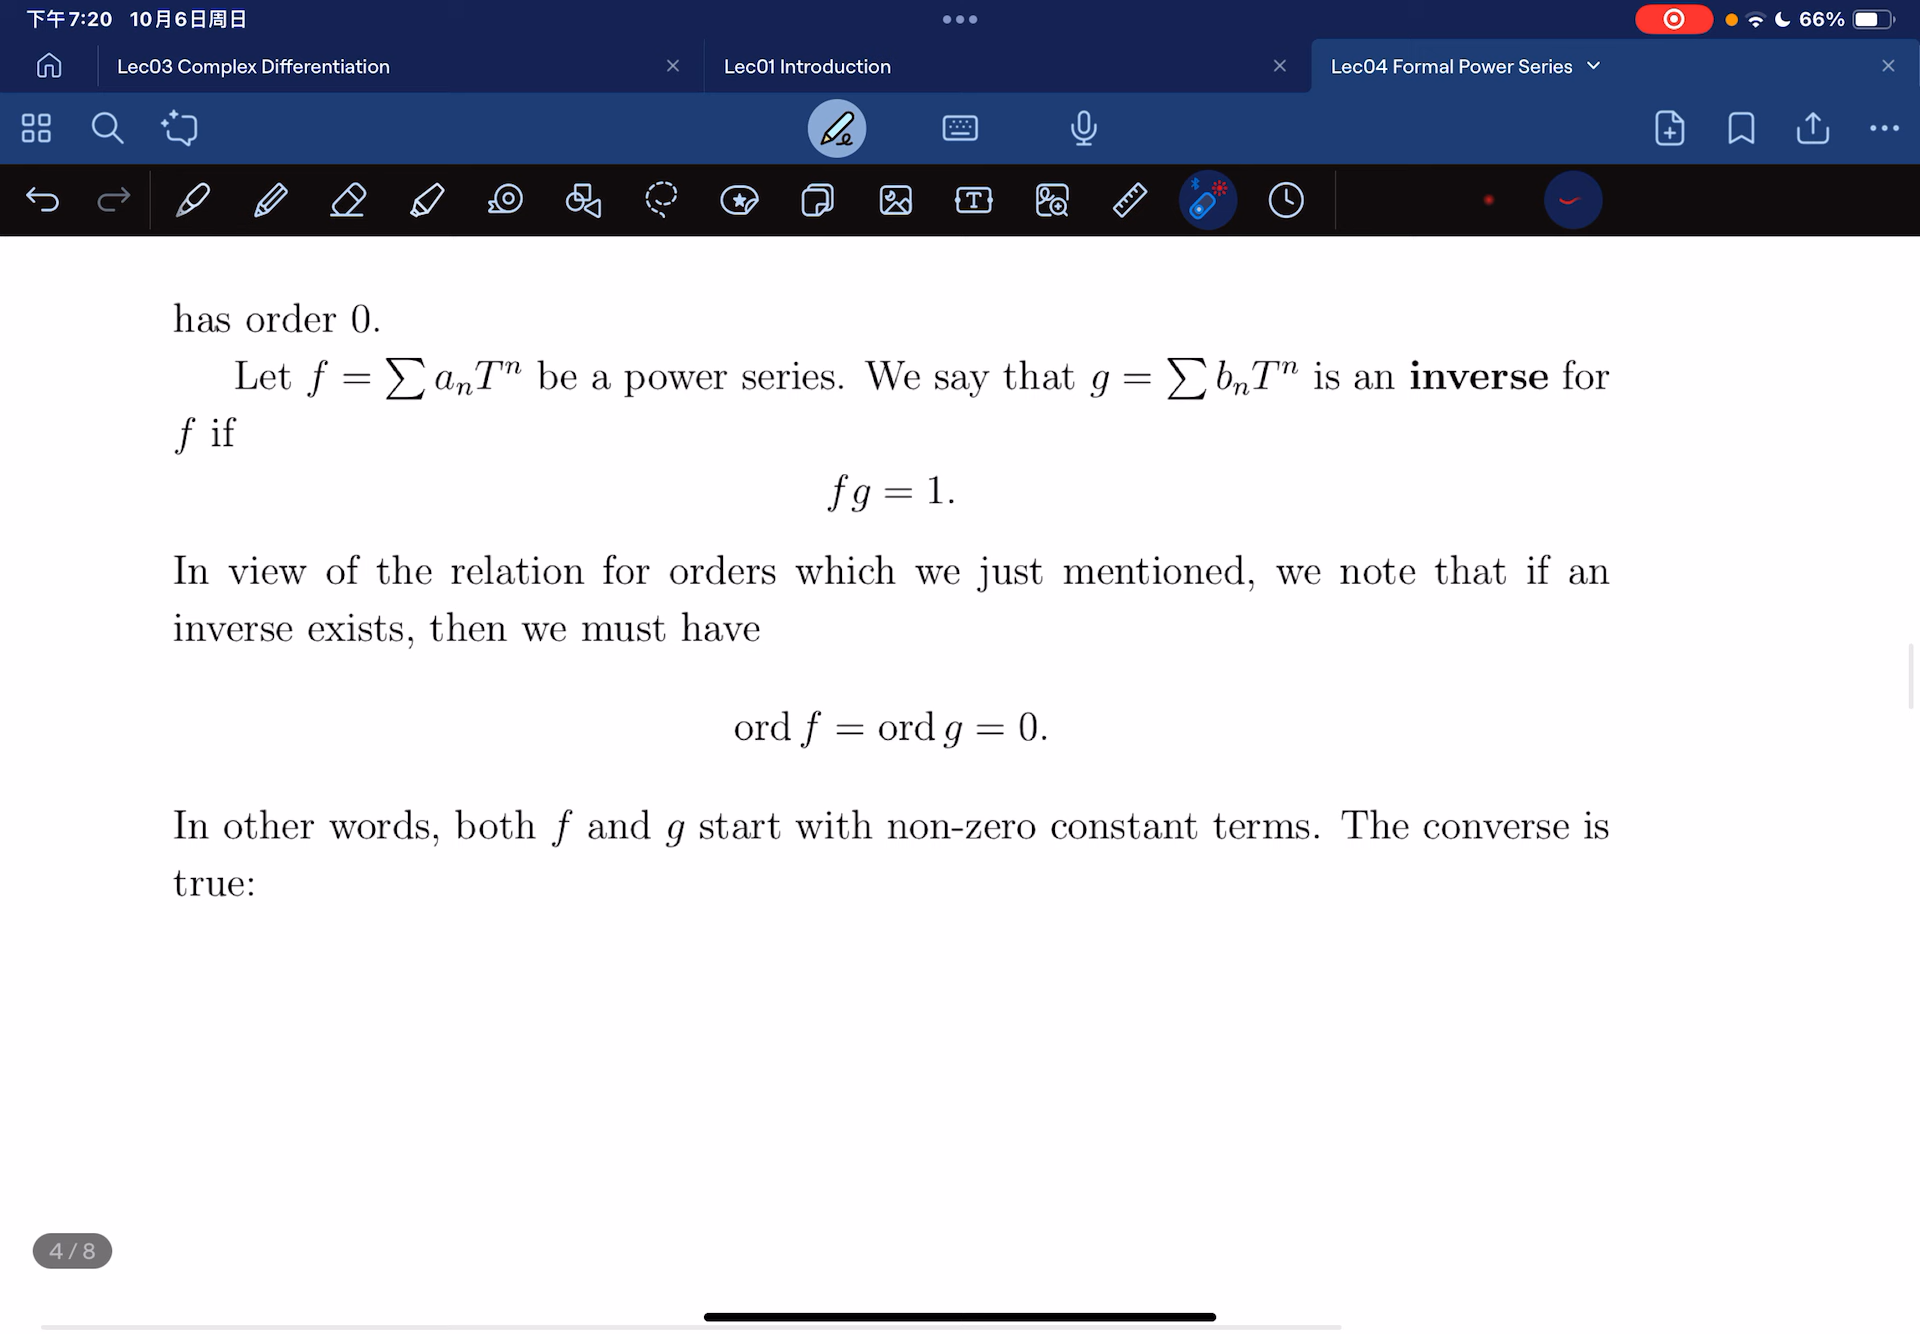 下午7:20 10月6日周日
66%
Lec03 Complex Differentiation
Lec01 Introduction
Lec04 Formal Power Series
has order 0.
Let f = ∑ aₙTⁿ be a power series. We say that g = ∑ bₙTⁿ is an inverse for
f if
fg = 1.
In view of the relation for orders which we just mentioned, we note that if an
inverse exists, then we must have
ord f = ord g = 0.
In other words, both f and g start with non-zero constant terms. The converse is
true:
4 / 8